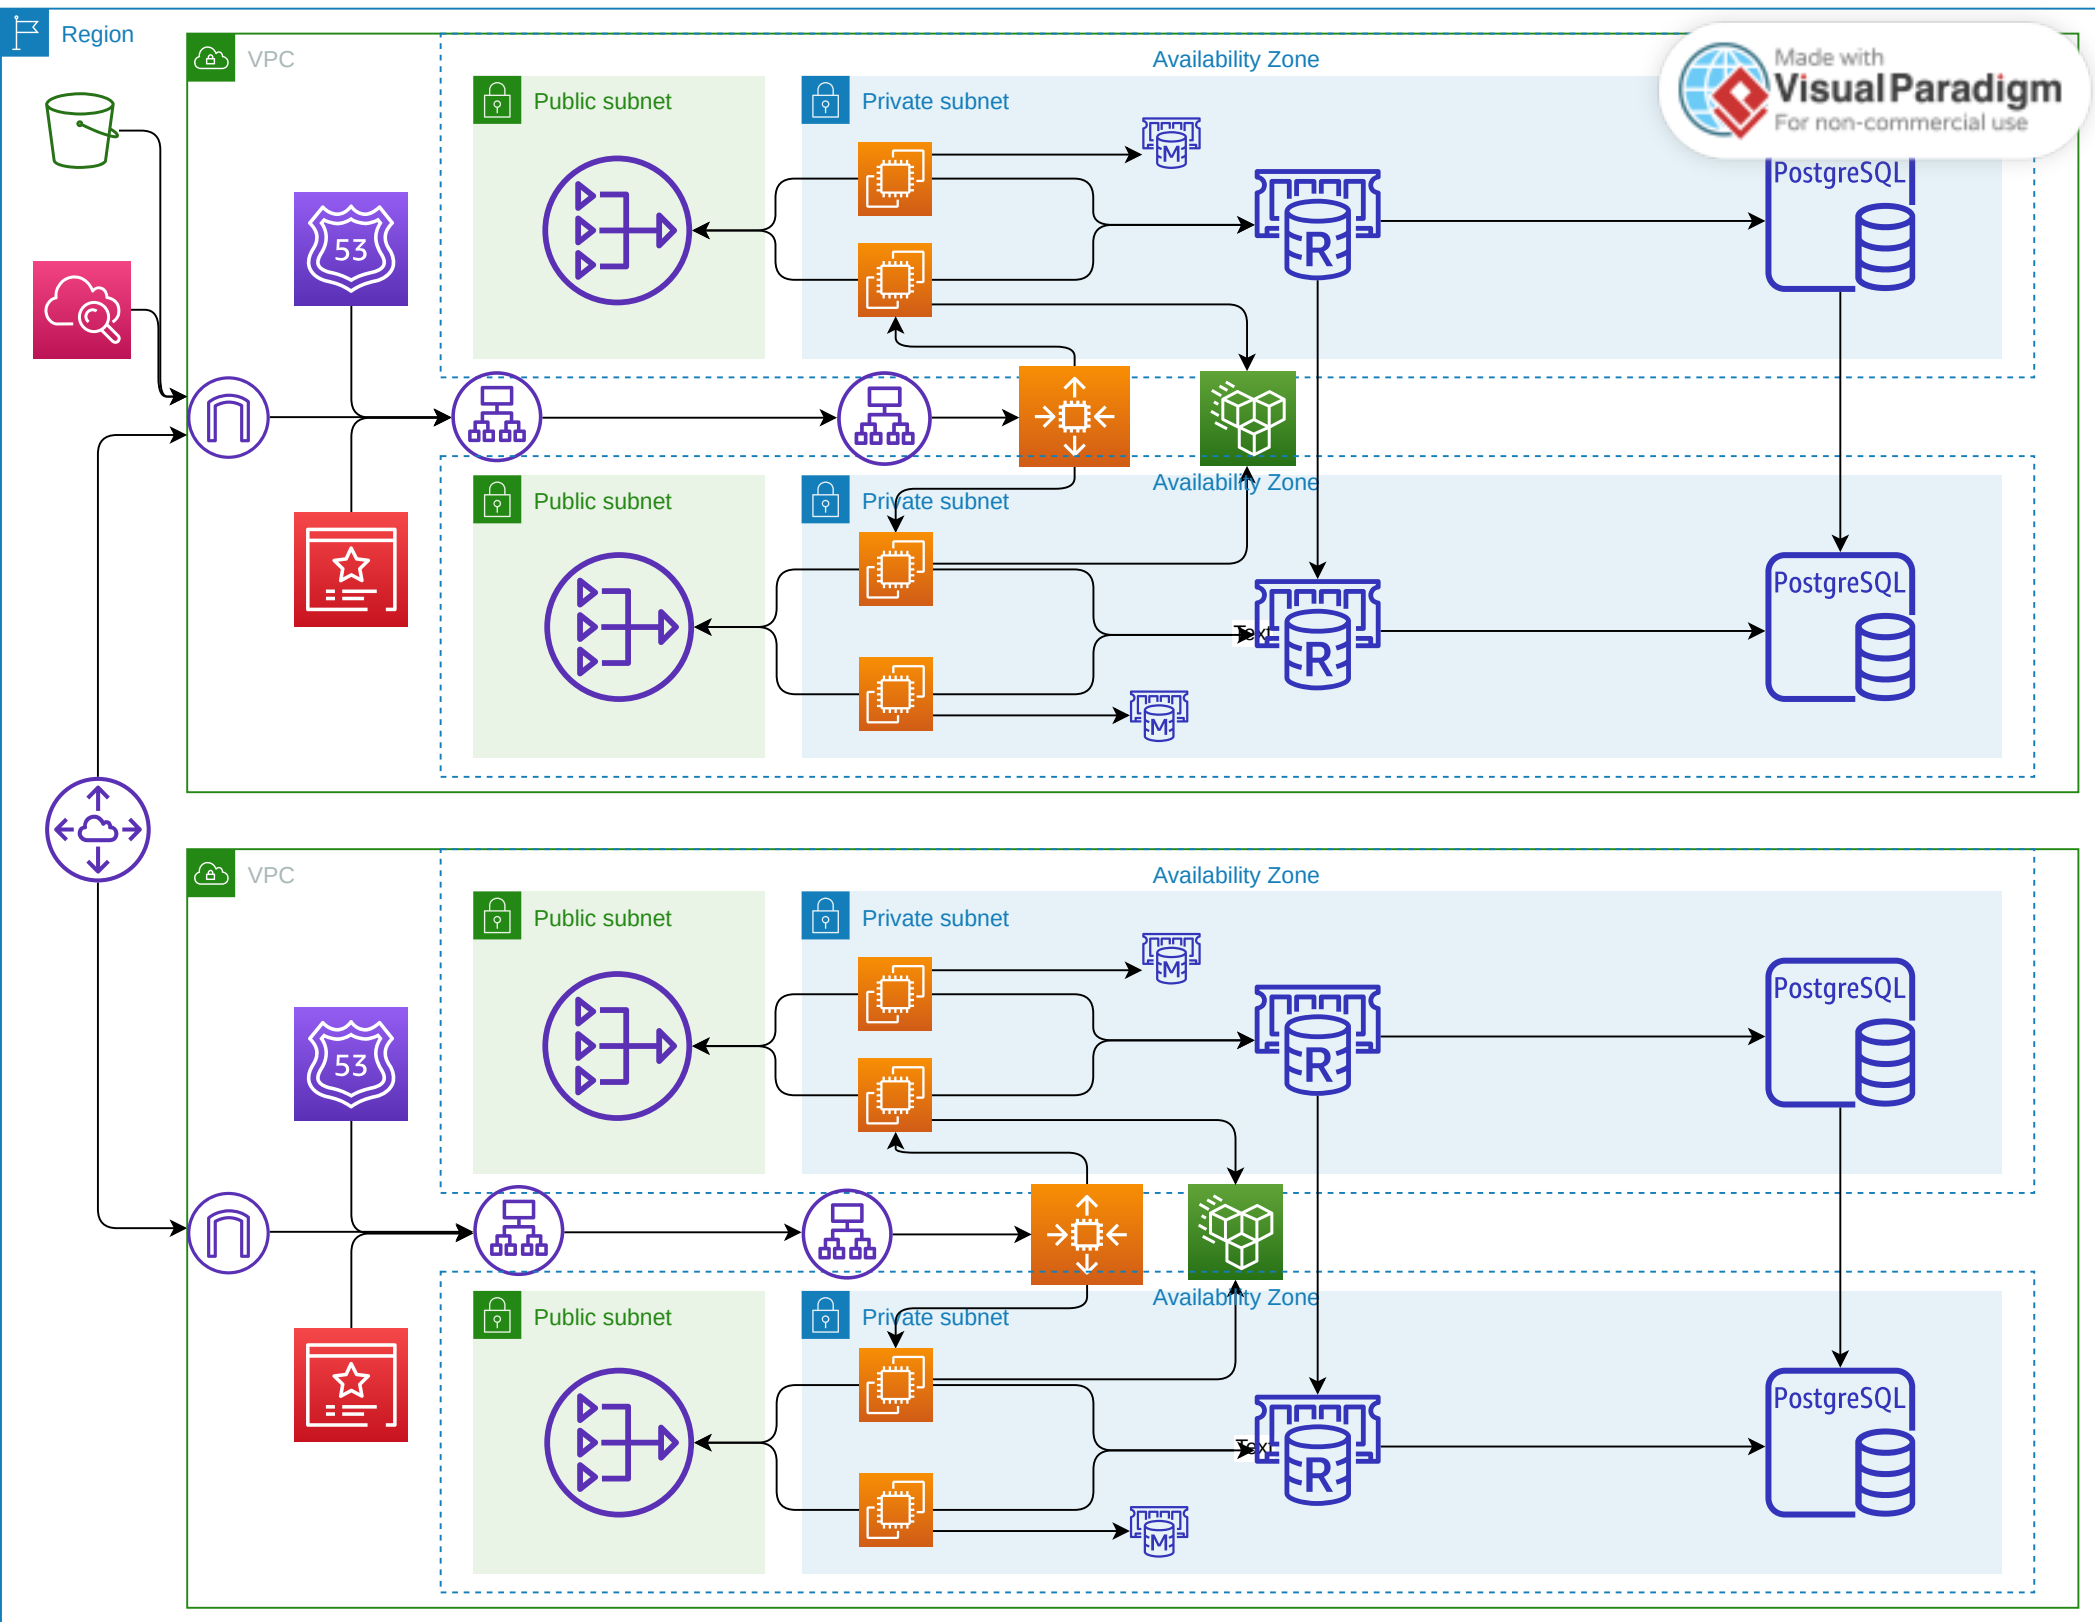 Region
VPC
Availability Zone
Made with
Visual Paradigm
For non-commercial use
Public subnet
Private subnet
M
PostgreSQL
53
R
Availability Zone
Public subnet
Private subnet
PostgreSQL
Text
R
M
VPC
Availability Zone
Public subnet
Private subnet
M
PostgreSQL
53
R
Availability Zone
Public subnet
Private subnet
PostgreSQL
Text
R
M